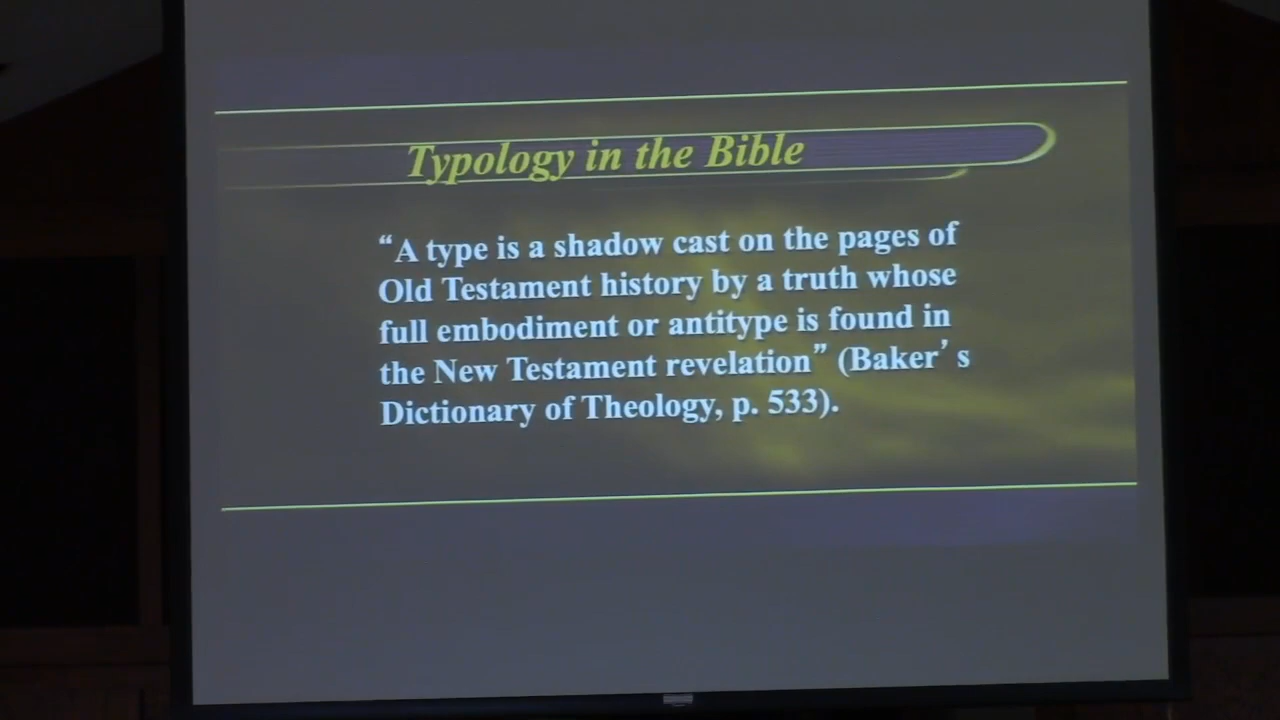 Typology in the Bible
“A type is a shadow cast on the pages of
Old Testament history by a truth whose
full embodiment or antitype is found in
the New Testament revelation” (Baker’s
Dictionary of Theology, p. 533).